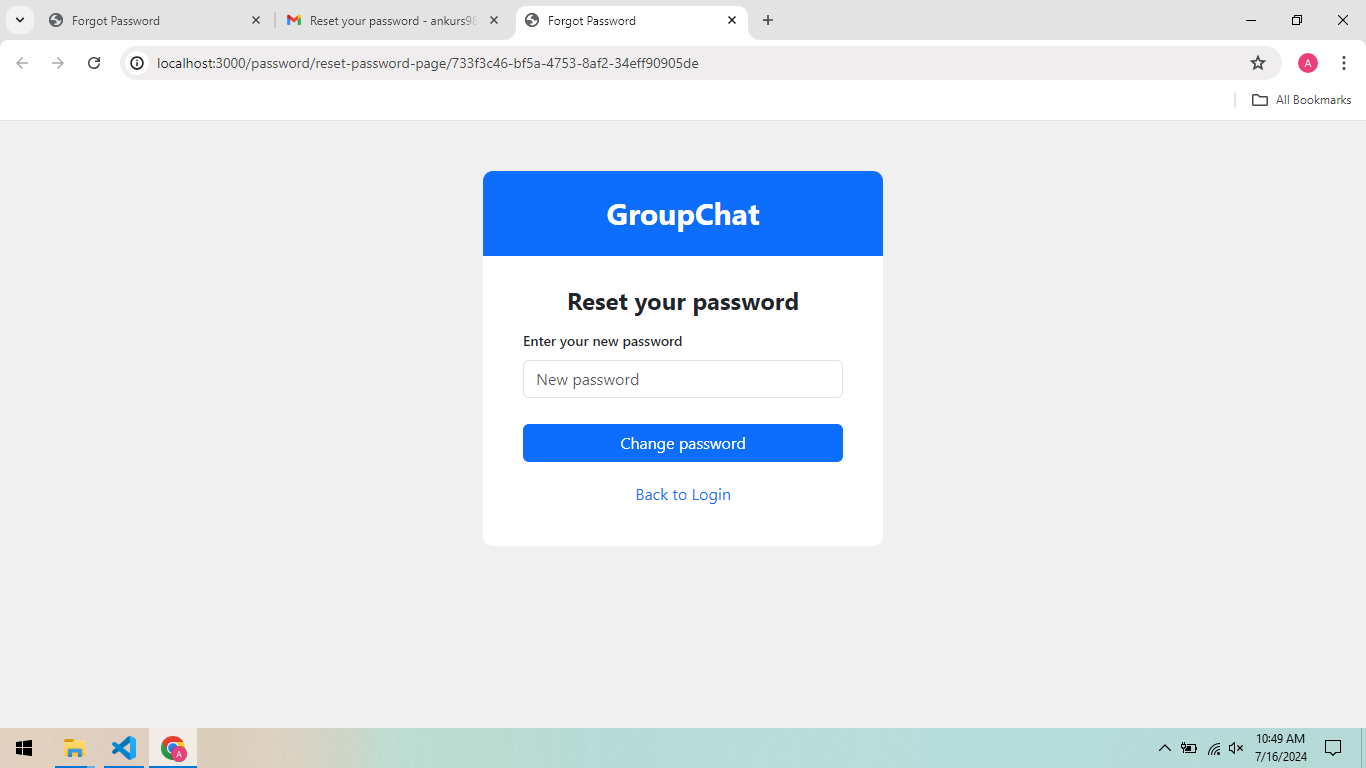 Forgot Password
Reset your password - ankurs98
Forgot Password
localhost:3000/password/reset-password-page/733f3c46-bf5a-4753-8af2-34eff90905de
A
All Bookmarks
GroupChat
Reset your password
Enter your new password
New password
Change password
Back to Login
A
10:49 AM
7/16/2024